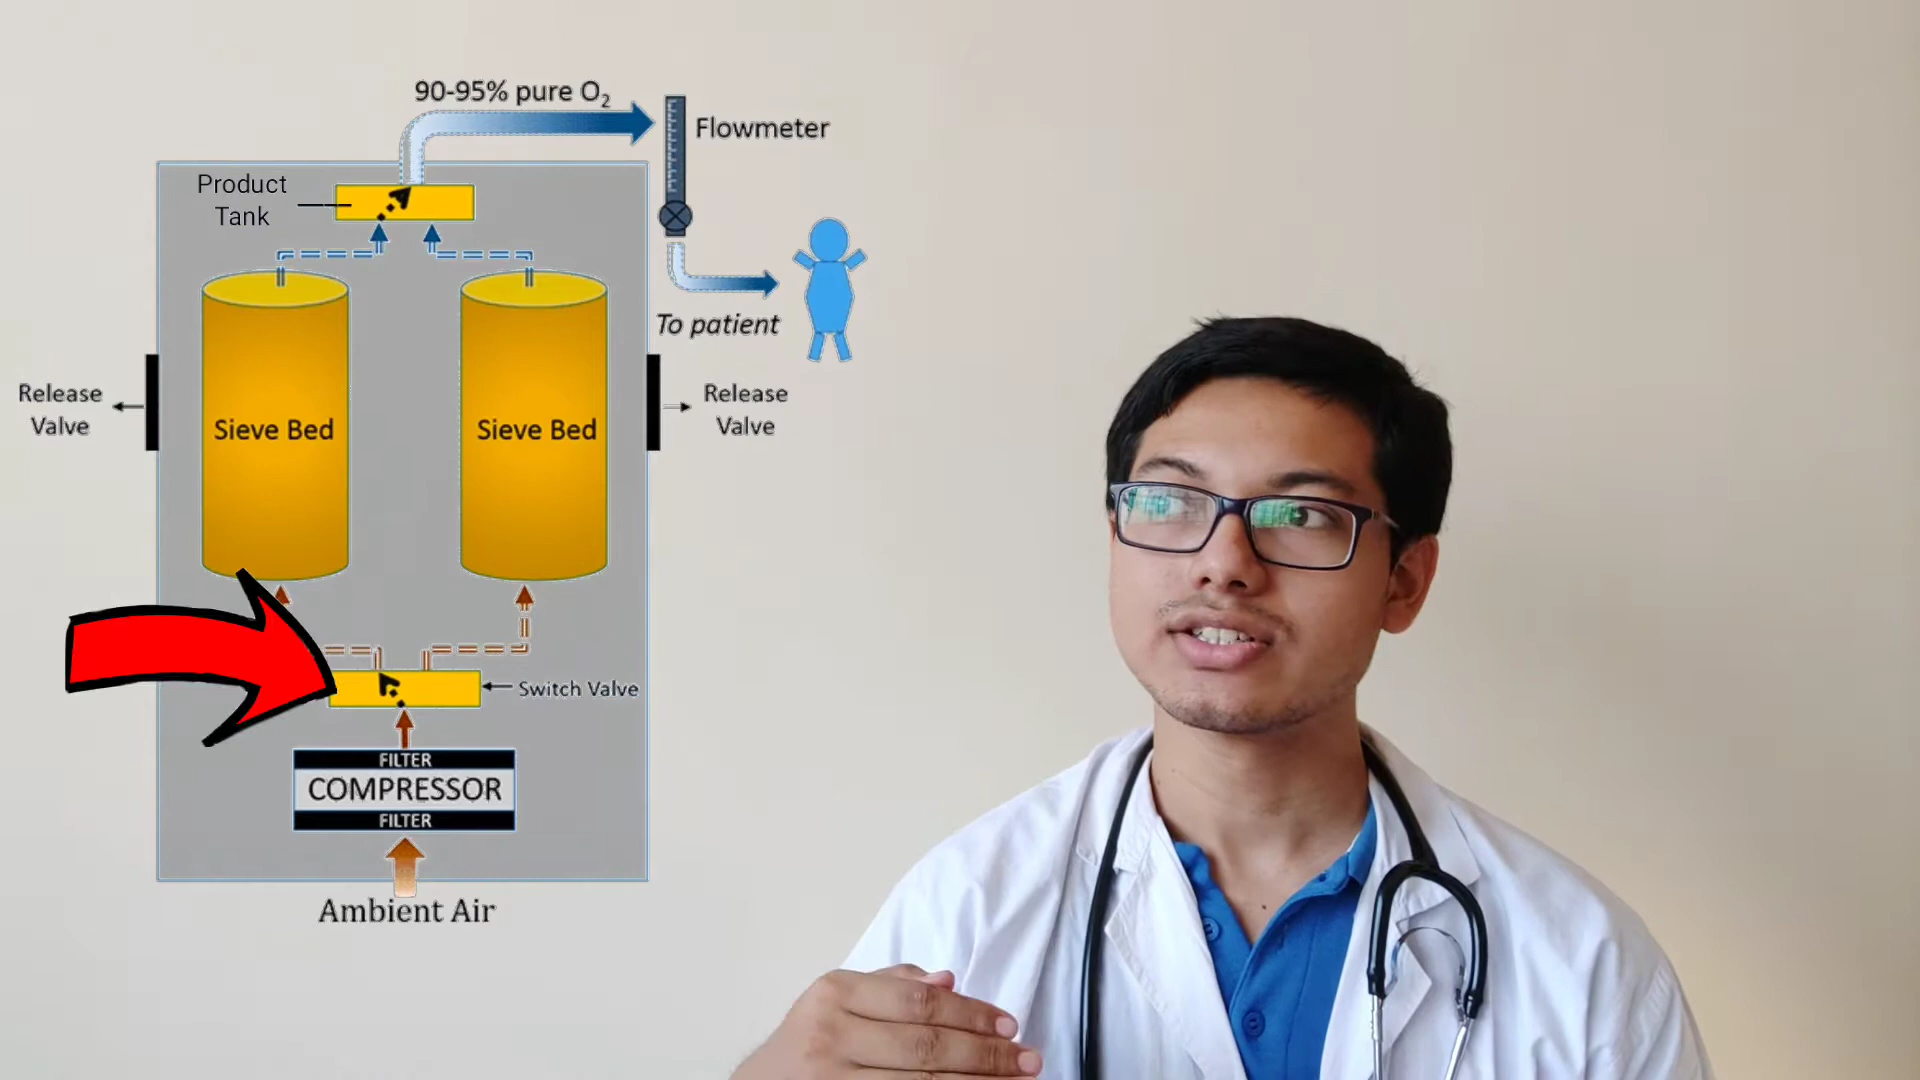 90-95% pure O₂
Flowmeter
Product
Tank
To patient
Release
Valve
Sieve Bed
Sieve Bed
Release
Valve
Switch Valve
FILTER
COMPRESSOR
FILTER
Ambient Air